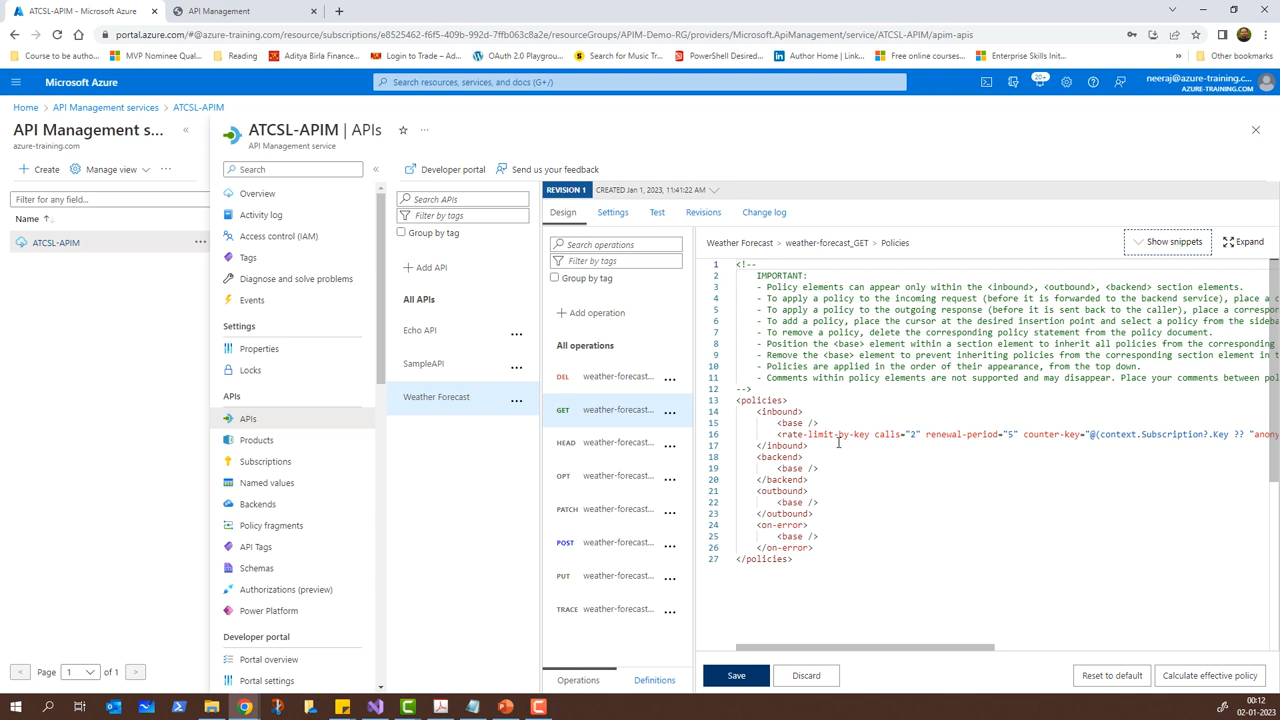 ATCSL-APIM - Microsoft Azure
API Management
portal.azure.com/#@azure-training.com/resource/subscriptions/e8525462-f6f5-409b-992d-7ffb063c8a2e/resourceGroups/APIM-Demo-RG/providers/Microsoft.ApiManagement/service/ATCSL-APIM/apim-apis
Course to be author...
MVP Nominee Qualifi...
Reading
Aditya Birla Finance...
Login to Trade - Ad...
OAuth 2.0 Playgrou...
Search for Music Tr...
PowerShell Desired...
Author Home | Link...
Free online courses...
Enterprise Skills Init...
Other bookmarks
Microsoft Azure
Search resources, services, and docs (G+/)
20+
neeraj@azure-training.c...
AZURE-TRAINING.COM
Home
API Management services
ATCSL-APIM
API Management s...
azure-training.com
Create
Manage view
Filter for any field...
Name
ATCSL-APIM
Page 1 of 1
ATCSL-APIM | APIs
API Management service
Search
Overview
Activity log
Access control (IAM)
Tags
Diagnose and solve problems
Events
Settings
Properties
Locks
APIs
APIs
Products
Subscriptions
Named values
Backends
Policy fragments
API Tags
Schemas
Authorizations (preview)
Power Platform
Developer portal
Portal overview
Portal settings
Developer portal
Send us your feedback
Search APIs
Filter by tags
Group by tag
Add API
All APIs
Echo API
SampleAPI
Weather Forecast
REVISION 1
CREATED Jan 1, 2023, 11:41:22 AM
Design
Settings
Test
Revisions
Change log
Search operations
Filter by tags
Group by tag
Add operation
All operations
DEL weather-forecast...
GET weather-forecast...
HEAD weather-forecast...
OPT weather-forecast...
PATCH weather-forecast...
POST weather-forecast...
PUT weather-forecast...
TRACE weather-forecast...
Operations
Definitions
Weather Forecast > weather-forecast_GET > Policies
Show snippets
Expand
1 <!--
2 IMPORTANT:
3 - Policy elements can appear only within the <inbound>, <outbound>, <backend> section elements.
4 - To apply a policy to the incoming request (before it is forwarded to the backend service), place a c
5 - To apply a policy to the outgoing response (before it is sent back to the caller), place a correspon
6 - To add a policy, place the cursor at the desired insertion point and select a policy from the sideba
7 - To remove a policy, delete the corresponding policy statement from the policy document.
8 - Position the <base> element within a section element to inherit all policies from the corresponding
9 - Remove the <base> element to prevent inheriting policies from the corresponding section element in t
10 - Policies are applied in the order of their appearance, from the top down.
11 - Comments within policy elements are not supported and may disappear. Place your comments between pol
12 -->
13 <policies>
14 <inbound>
15 <base />
16 <rate-limit-by-key calls="2" renewal-period="5" counter-key="@(context.Subscription?.Key ?? "anony
17 </inbound>
18 <backend>
19 <base />
20 </backend>
21 <outbound>
22 <base />
23 </outbound>
24 <on-error>
25 <base />
26 </on-error>
27 </policies>
Save
Discard
Reset to default
Calculate effective policy
00:12
02-01-2023